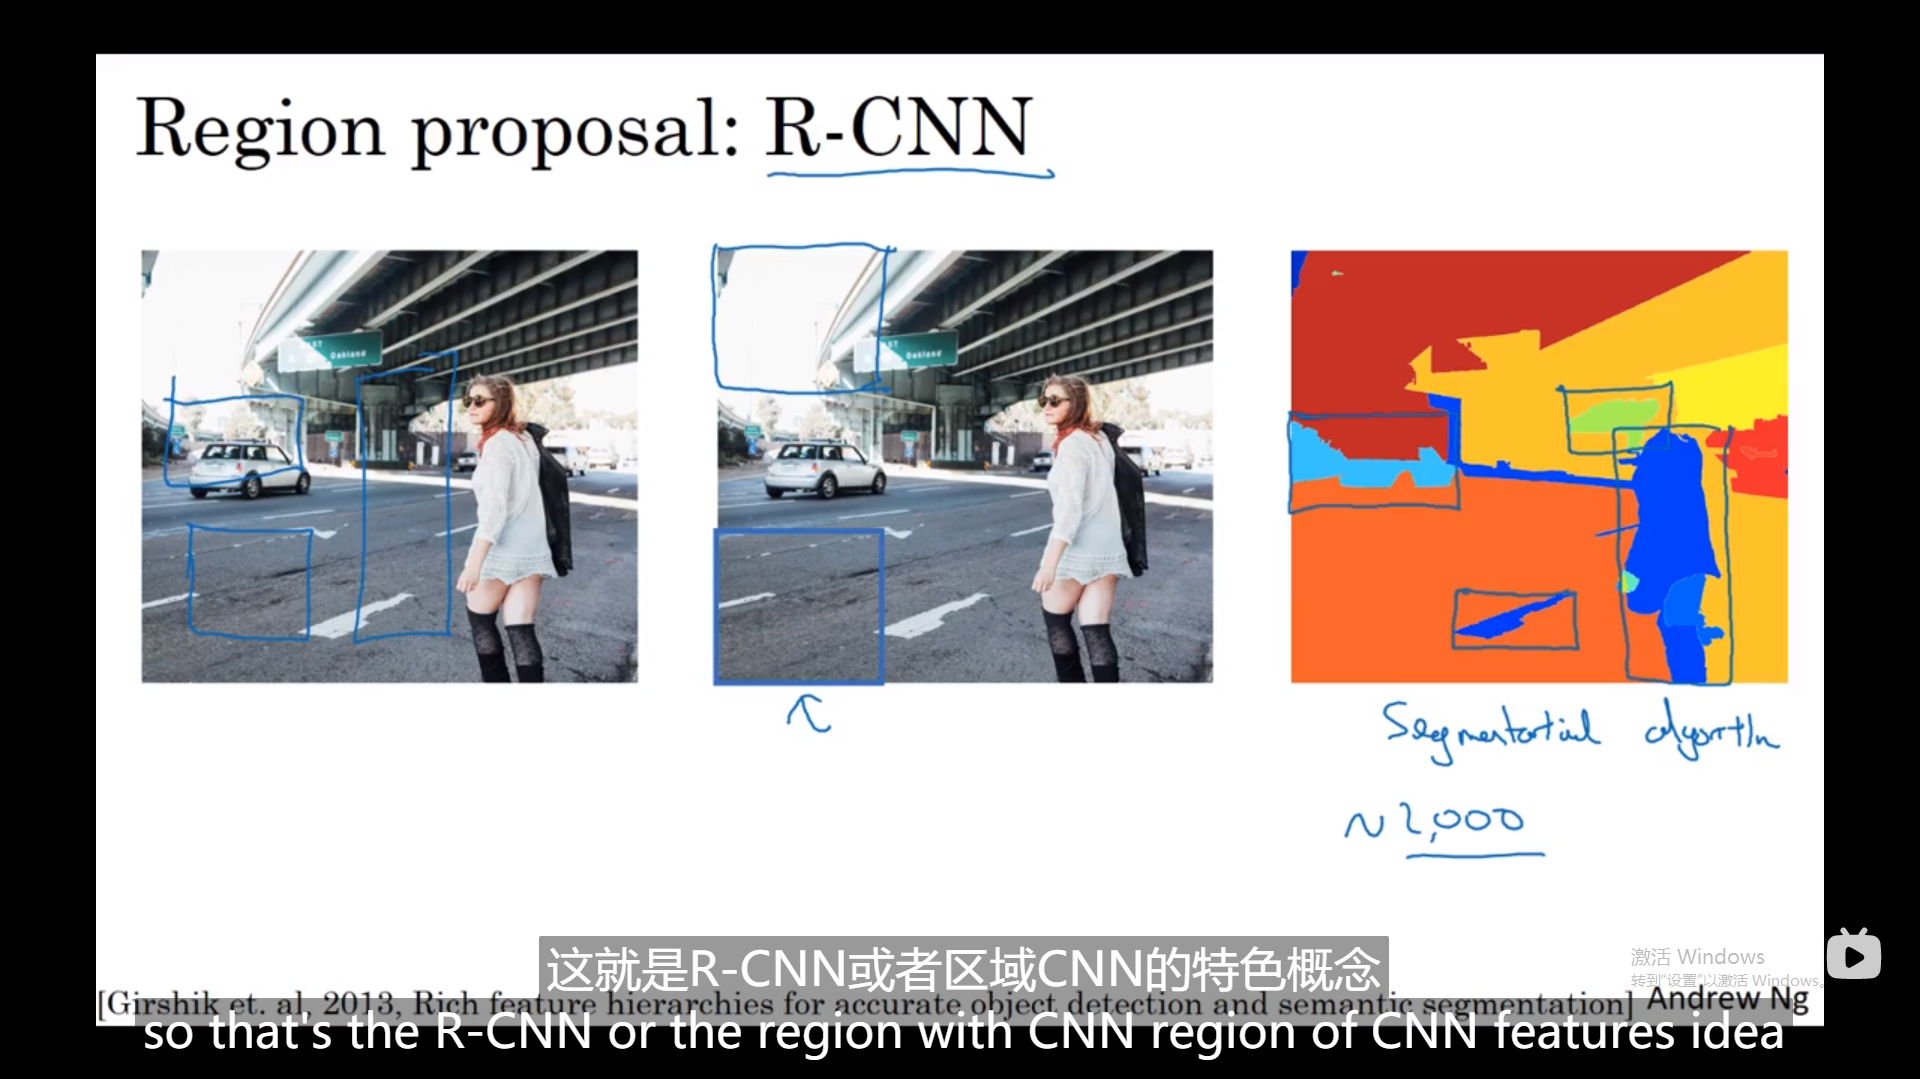 Region proposal: R-CNN
Oakland
Oakland
~2,000
激活 Windows
转到"设置"以激活 Windows。
这就是R-CNN或者区域CNN的特色概念
[Girshik et. al, 2013, Rich feature hierarchies for accurate object detection and semantic segmentation] Andrew Ng
so that's the R-CNN or the region with CNN region of CNN features idea